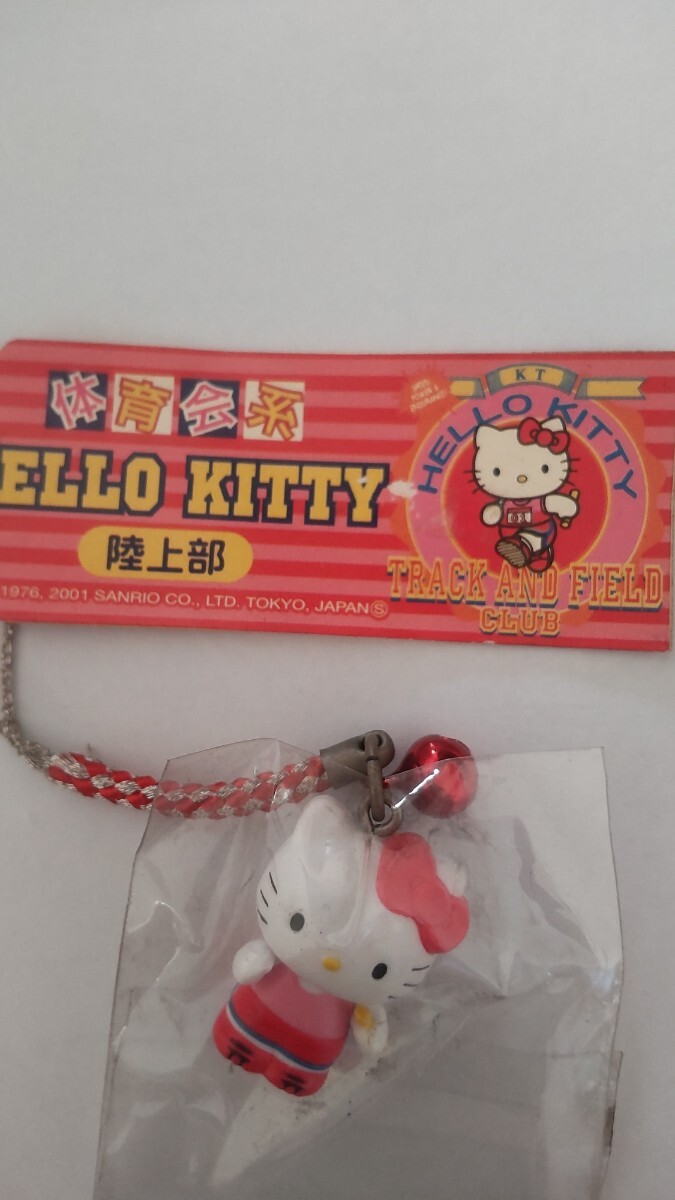 体育会系
ELLO KITTY
陸上部
1976, 2001 SANRIO CO., LTD. TOKYO, JAPAN Ⓢ
KT
HELLO KITTY
03
TRACK AND FIELD
CLUB